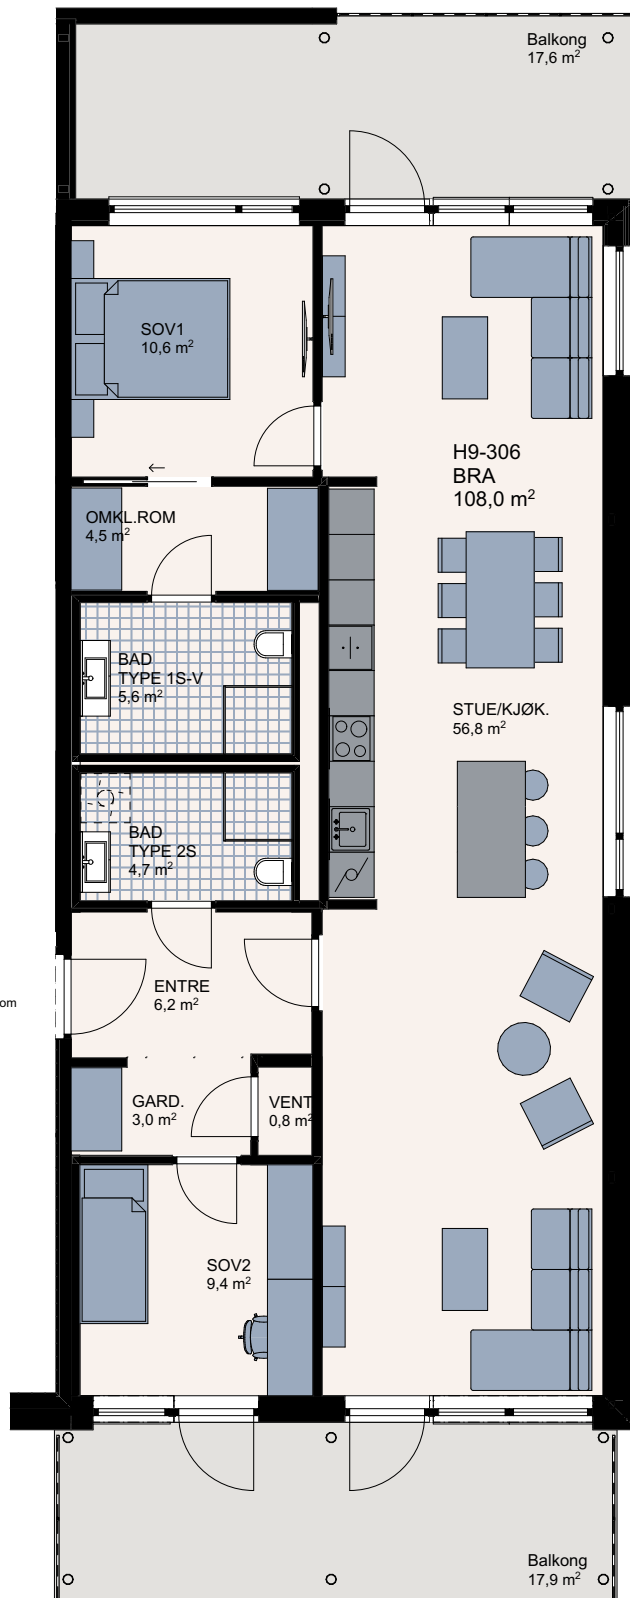 Balkong
17,6 m²
SOV1
10,6 m²
H9-306
BRA
108,0 m²
OMKL.ROM
4,5 m²
BAD
TYPE 1S-V
5,6 m²
STUE/KJØK.
56,8 m²
BAD
TYPE 2S
4,7 m²
ENTRE
6,2 m²
om
GARD.
3,0 m²
VENT
0,8 m²
SOV2
9,4 m²
Balkong
17,9 m²